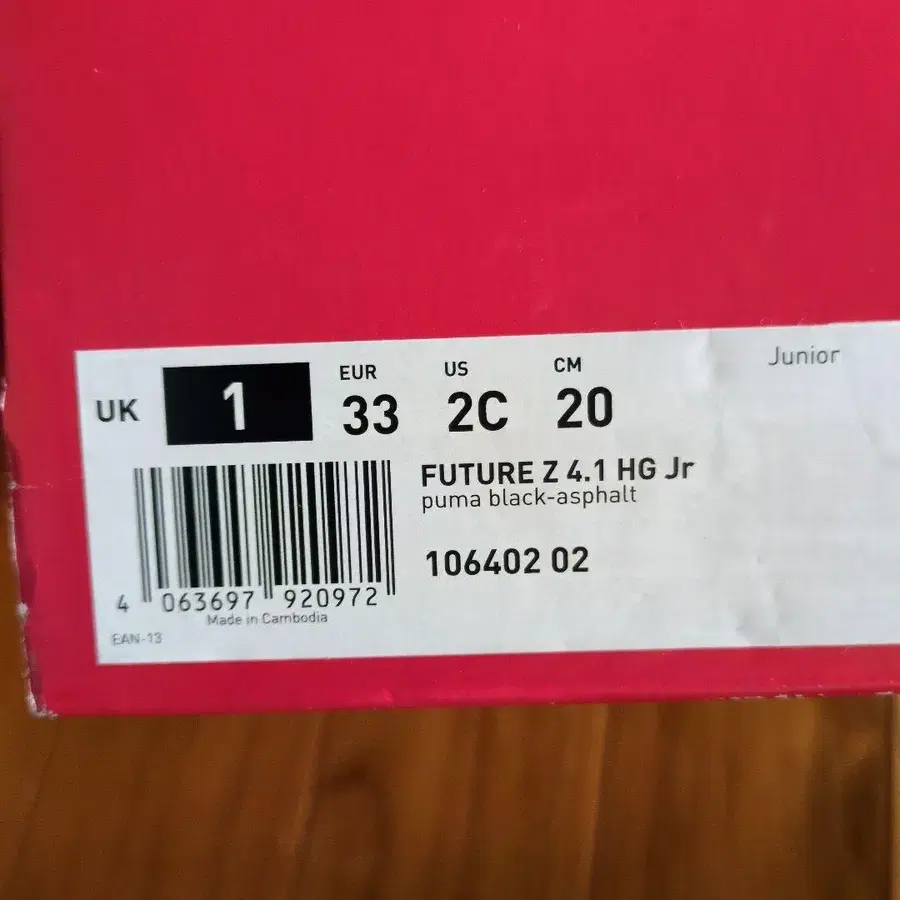 Junior
UK 1 EUR 33 US 2C CM 20
FUTURE Z 4.1 HG Jr
puma black-asphalt
106402 02
4 063697 920972
Made in Cambodia
EAN-13